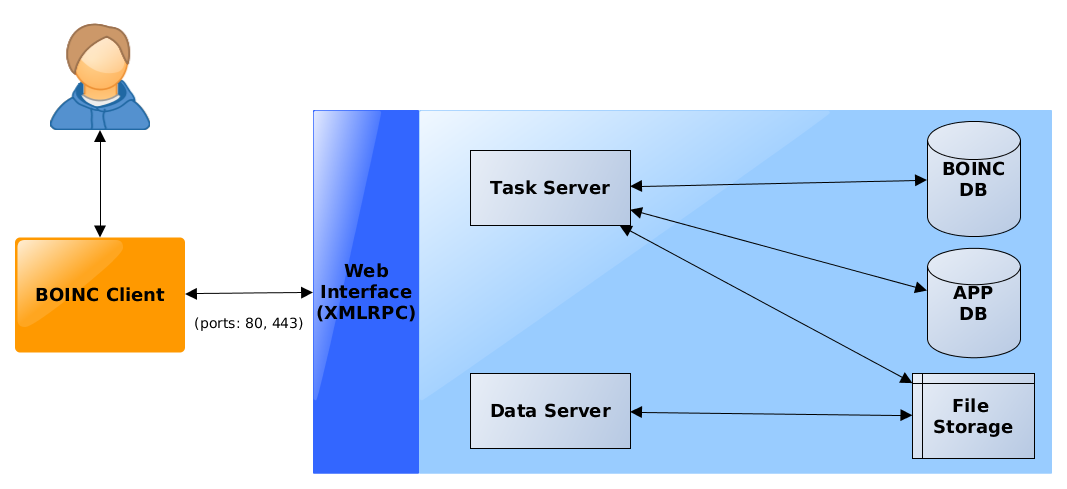 BOINC Client
(ports: 80, 443)
Web
Interface
(XMLRPC)
Task Server
Data Server
BOINC
DB
APP
DB
File
Storage